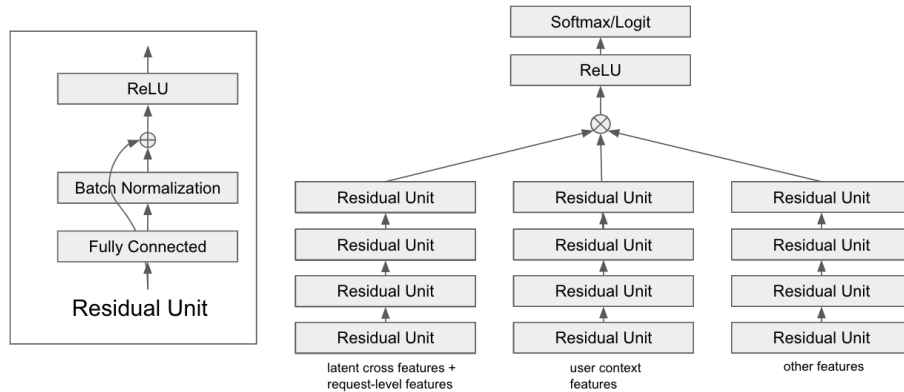 ReLU
Batch Normalization
Fully Connected
Residual Unit
Softmax/Logit
ReLU
Residual Unit
Residual Unit
Residual Unit
Residual Unit
Residual Unit
Residual Unit
Residual Unit
Residual Unit
Residual Unit
Residual Unit
Residual Unit
Residual Unit
latent cross features +
request-level features
user context
features
other features